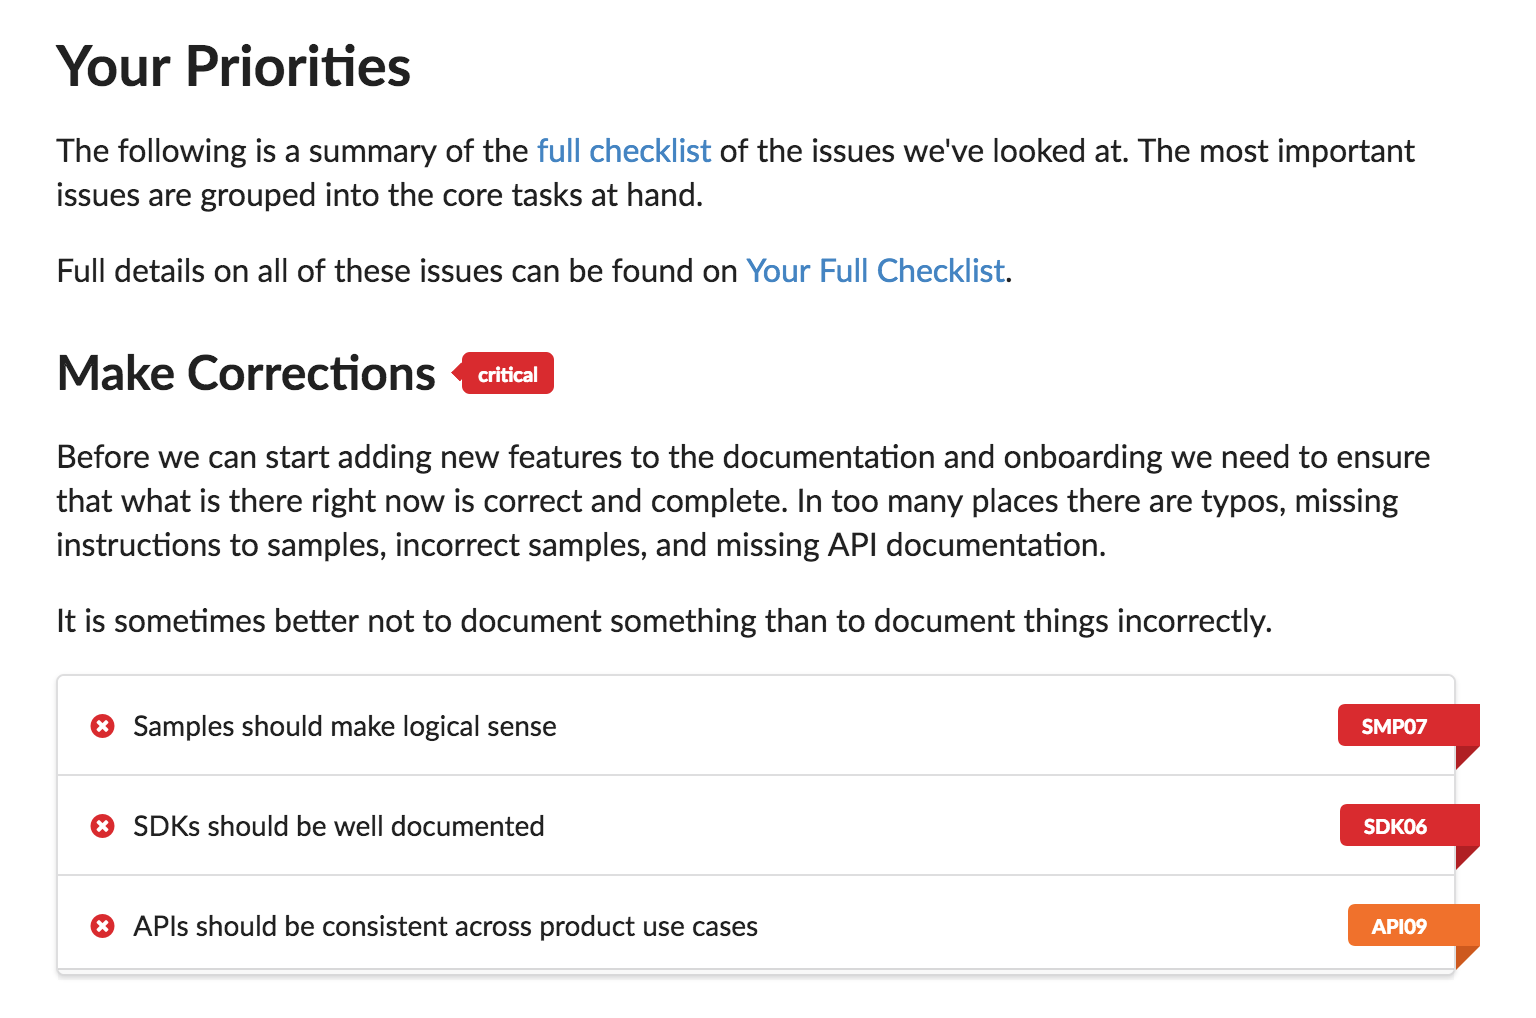 Your Priorities
The following is a summary of the full checklist of the issues we've looked at. The most important
issues are grouped into the core tasks at hand.
Full details on all of these issues can be found on Your Full Checklist.
Make Corrections critical
Before we can start adding new features to the documentation and onboarding we need to ensure
that what is there right now is correct and complete. In too many places there are typos, missing
instructions to samples, incorrect samples, and missing API documentation.
It is sometimes better not to document something than to document things incorrectly.
Samples should make logical sense SMP07
SDKs should be well documented SDK06
APIs should be consistent across product use cases API09